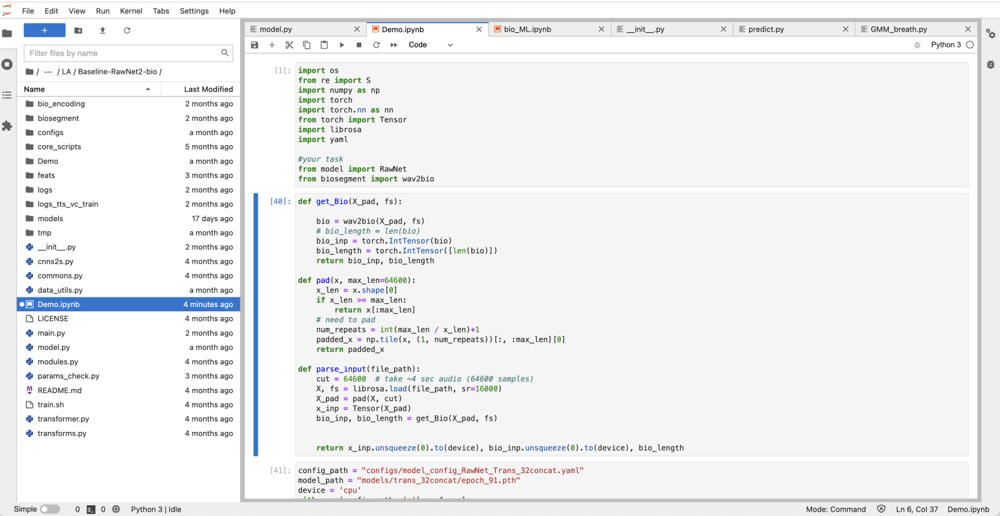 File Edit View Run Kernel Tabs Settings Help
+
Filter files by name
/ ··· / LA / Baseline-RawNet2-bio /
Name Last Modified
bio_encoding 2 months ago
biosegment 2 months ago
configs a month ago
core_scripts 5 months ago
Demo a month ago
feats 3 months ago
logs 2 months ago
logs_tts_vc_train 2 months ago
models 17 days ago
tmp a month ago
__init__.py 2 months ago
cnns2s.py 4 months ago
commons.py 4 months ago
data_utils.py a month ago
Demo.ipynb 4 minutes ago
LICENSE 4 months ago
main.py 2 months ago
model.py a month ago
modules.py 4 months ago
params_check.py 3 months ago
README.md 4 months ago
train.sh 4 months ago
transformer.py 4 months ago
transforms.py 4 months ago
model.py Demo.ipynb bio_ML.ipynb __init__.py predict.py GMM_breath.py
Code Python 3
[1]: import os
from re import S
import numpy as np
import torch
import torch.nn as nn
from torch import Tensor
import librosa
import yaml
#your task
from model import RawNet
from biosegment import wav2bio
[40]: def get_Bio(X_pad, fs):
bio = wav2bio(X_pad, fs)
# bio_length = len(bio)
bio_inp = torch.IntTensor(bio)
bio_length = torch.IntTensor([len(bio)])
return bio_inp, bio_length
def pad(x, max_len=64600):
x_len = x.shape[0]
if x_len >= max_len:
return x[:max_len]
# need to pad
num_repeats = int(max_len / x_len)+1
padded_x = np.tile(x, (1, num_repeats))[:, :max_len][0]
return padded_x
def parse_input(file_path):
cut = 64600  # take ~4 sec audio (64600 samples)
X, fs = librosa.load(file_path, sr=16000)
X_pad = pad(X, cut)
x_inp = Tensor(X_pad)
bio_inp, bio_length = get_Bio(X_pad, fs)
return x_inp.unsqueeze(0).to(device), bio_inp.unsqueeze(0).to(device), bio_length
[41]: config_path = "configs/model_config_RawNet_Trans_32concat.yaml"
model_path = "models/trans_32concat/epoch_91.pth"
device = 'cpu'
Simple 0 $_ 0 Python 3 | Idle Mode: Command Ln 6, Col 37 Demo.ipynb